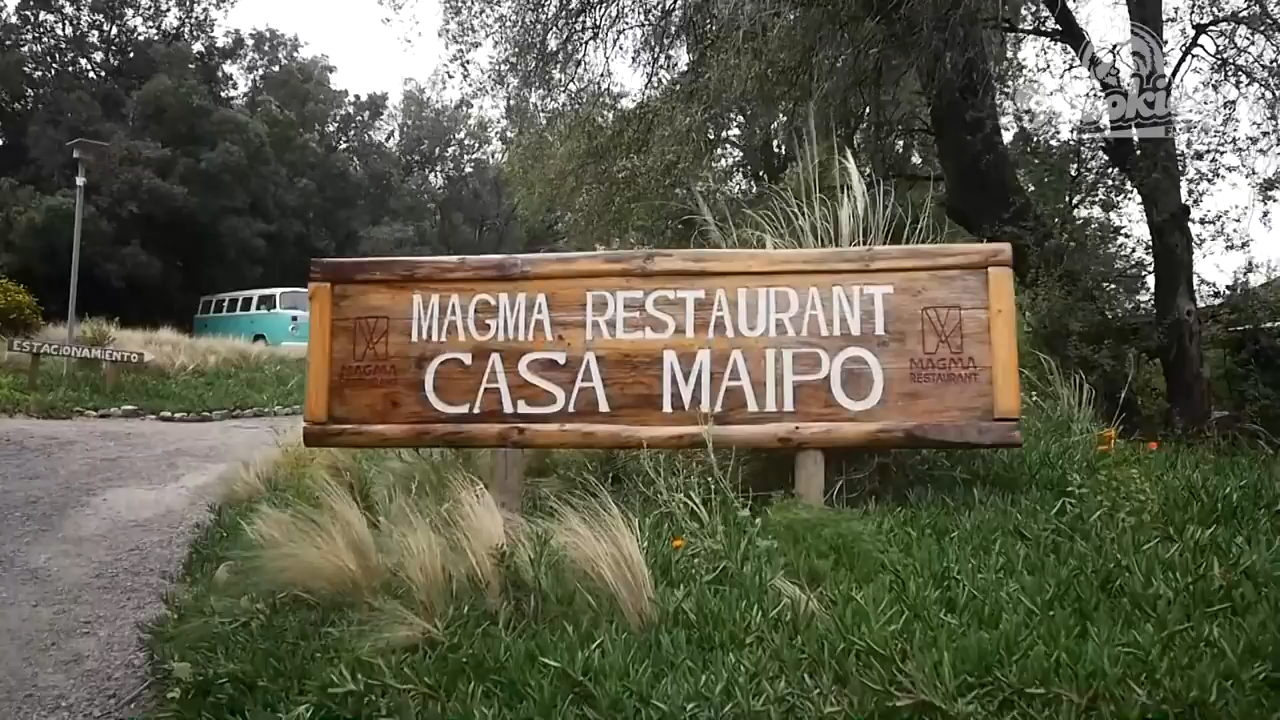 MAGMA RESTAURANT
CASA MAIPO
MAGMA
RESTAURANT
MAGMA
RESTAURANT
ESTACIONAMIENTO